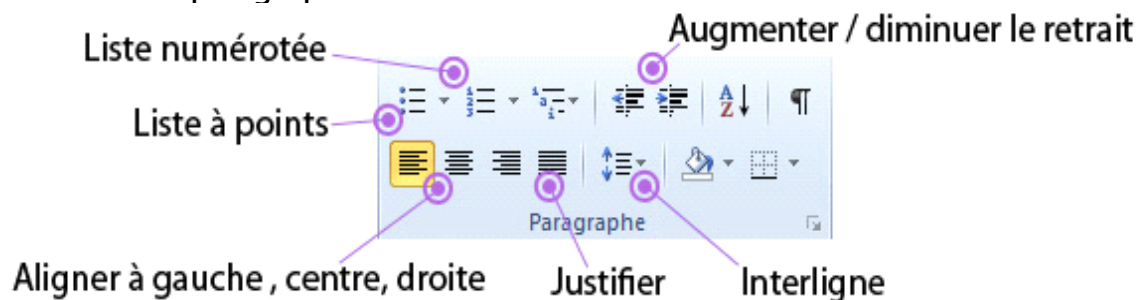 Augmenter / diminuer le retrait
Liste numérotée
Liste à points
Paragraphe
Aligner à gauche , centre, droite
Justifier
Interligne